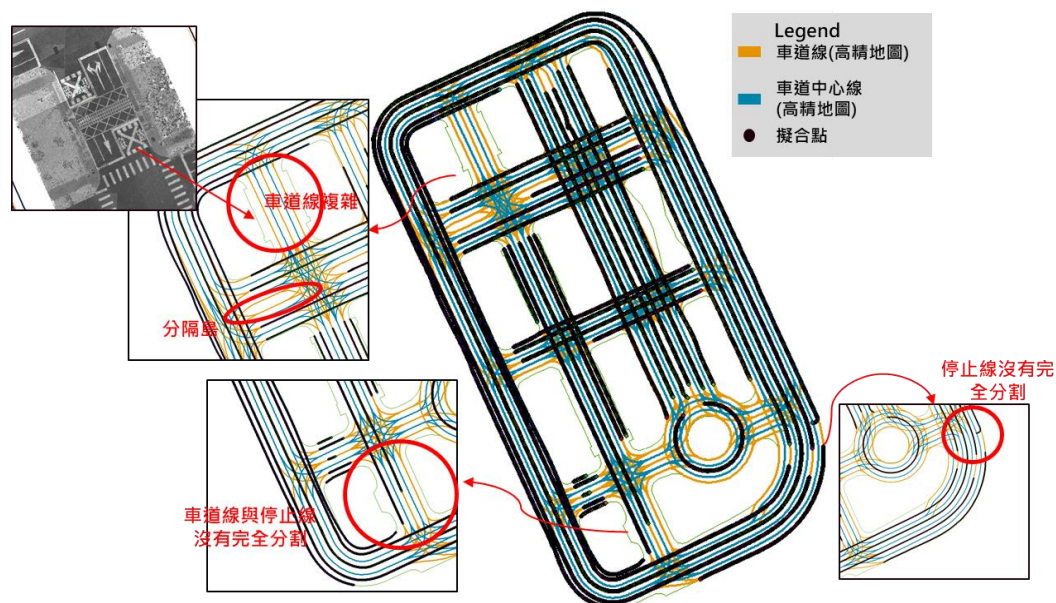 Legend
車道線(高精地圖)
車道中心線
(高精地圖)
擬合點
車道線複雜
分隔島
車道線與停止線
沒有完全分割
停止線沒有完
全分割